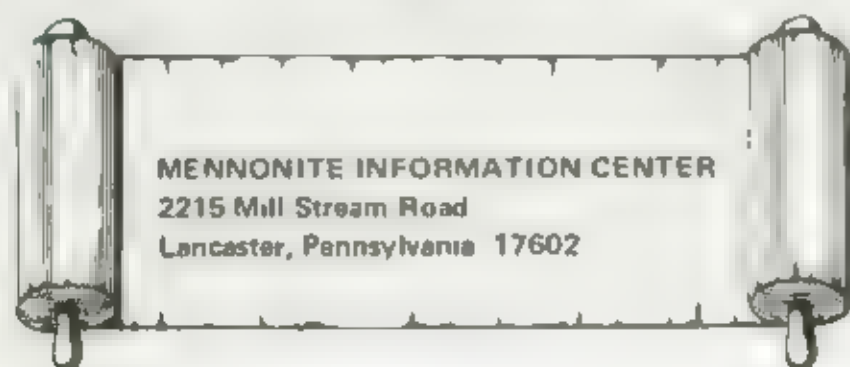 MENNONITE INFORMATION CENTER
2215 Mill Stream Road
Lancaster, Pennsylvania 17602